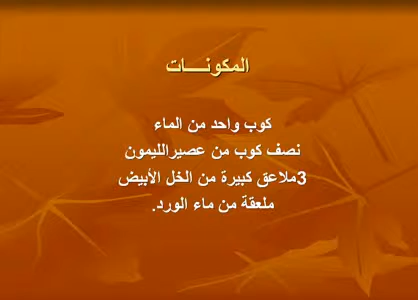 المكونـــات
كوب واحد من الماء
نصف كوب من عصيرالليمون
3ملاعق كبيرة من الخل الأبيض
ملعقة من ماء الورد.